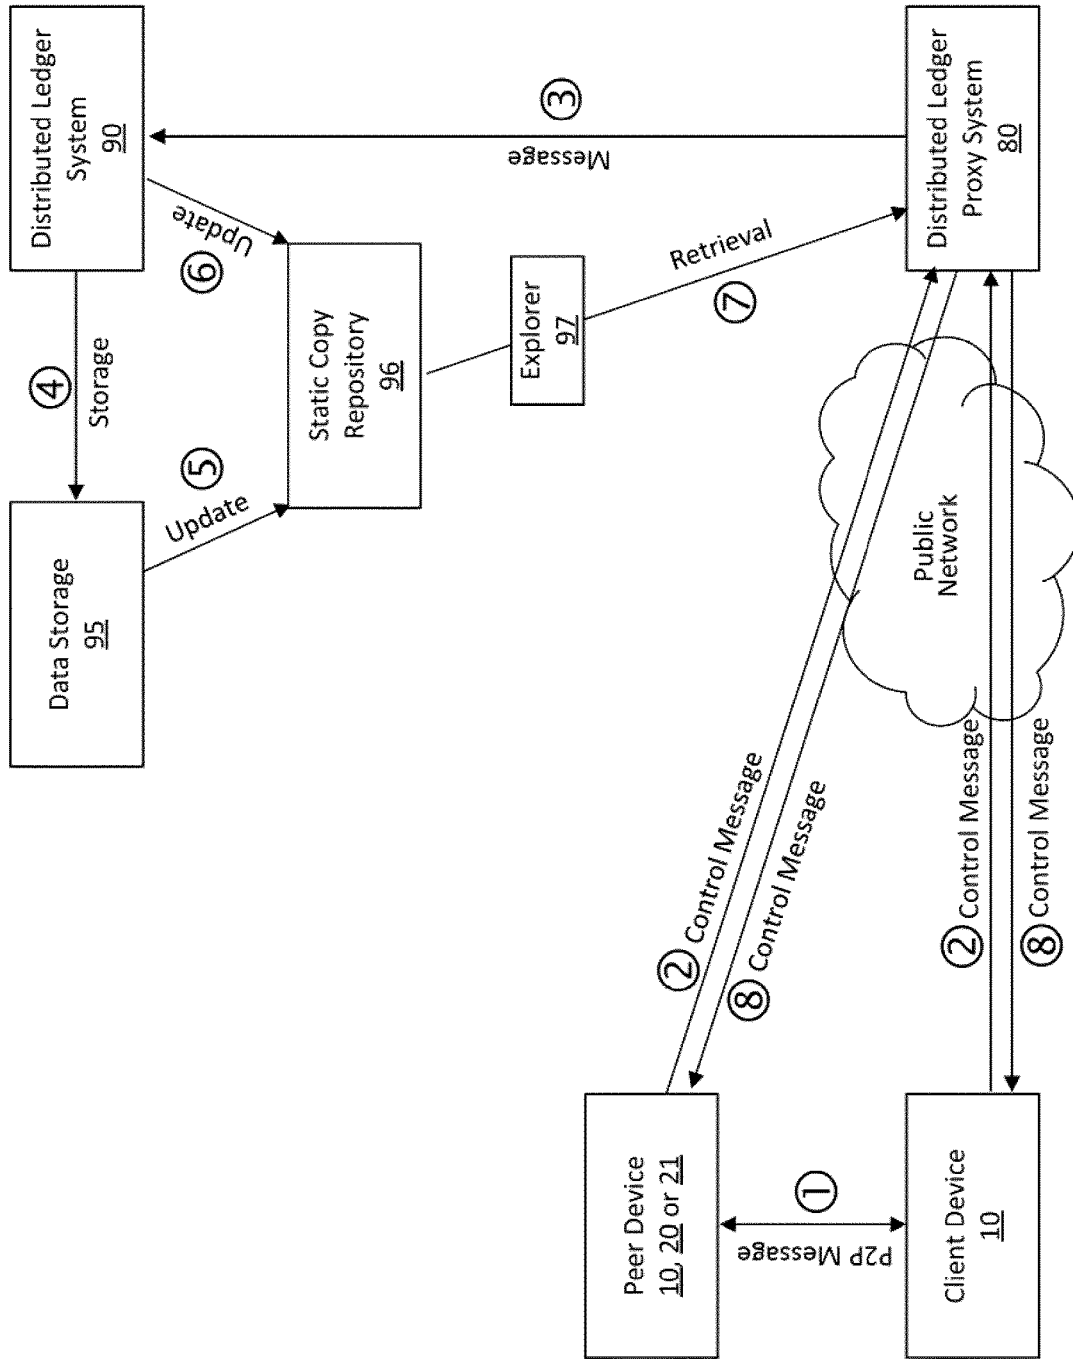 Data Storage
95
④
Storage
Distributed Ledger
System
90
Update
⑤
⑥
Update
Static Copy
Repository
96
Explorer
97
③
Message
Retrieval
⑦
Peer Device
10, 20 or 21
② Control Message
⑧ Control Message
①
P2P Message
Public
Network
Distributed Ledger
Proxy System
80
Client Device
10
② Control Message
⑧ Control Message